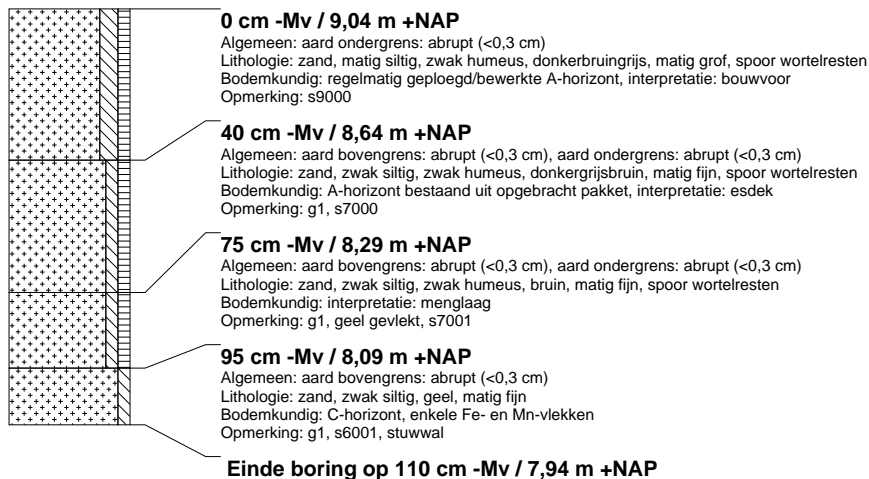 0 cm -Mv / 9,04 m +NAP
Algemeen: aard ondergrens: abrupt (<0,3 cm)
Lithologie: zand, matig siltig, zwak humeus, donkerbruingrijs, matig grof, spoor wortelresten
Bodemkundig: regelmatig geploegd/bewerkte A-horizont, interpretatie: bouwvoor
Opmerking: s9000
40 cm -Mv / 8,64 m +NAP
Algemeen: aard bovengrens: abrupt (<0,3 cm), aard ondergrens: abrupt (<0,3 cm)
Lithologie: zand, zwak siltig, zwak humeus, donkergrijsbruin, matig fijn, spoor wortelresten
Bodemkundig: A-horizont bestaand uit opgebracht pakket, interpretatie: esdek
Opmerking: g1, s7000
75 cm -Mv / 8,29 m +NAP
Algemeen: aard bovengrens: abrupt (<0,3 cm), aard ondergrens: abrupt (<0,3 cm)
Lithologie: zand, zwak siltig, zwak humeus, bruin, matig fijn, spoor wortelresten
Bodemkundig: interpretatie: menglaag
Opmerking: g1, geel gevlekt, s7001
95 cm -Mv / 8,09 m +NAP
Algemeen: aard bovengrens: abrupt (<0,3 cm)
Lithologie: zand, zwak siltig, geel, matig fijn
Bodemkundig: C-horizont, enkele Fe- en Mn-vlekken
Opmerking: g1, s6001, stuwwal
Einde boring op 110 cm -Mv / 7,94 m +NAP